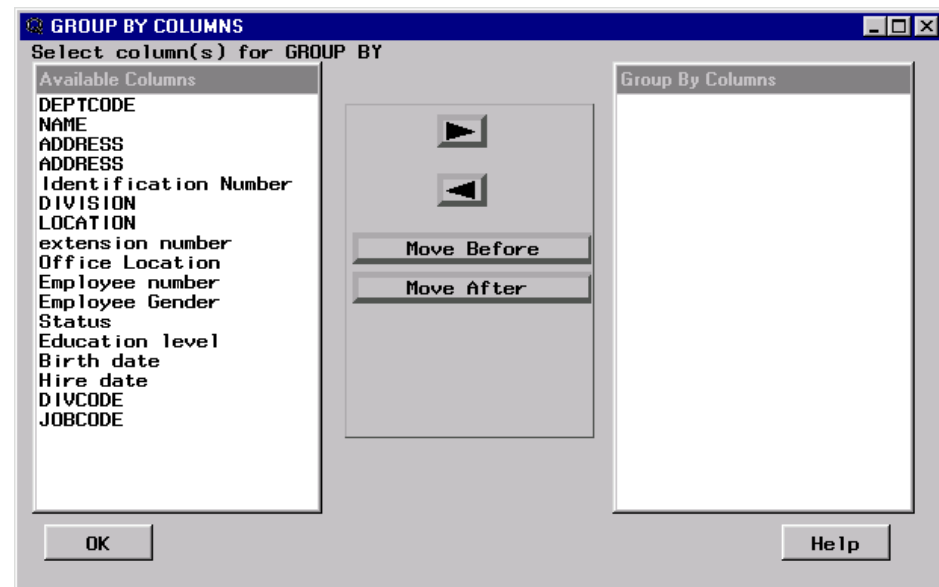 GROUP BY COLUMNS
Select column(s) for GROUP BY
Available Columns
DEPTCODE
NAME
ADDRESS
ADDRESS
Identification Number
DIVISION
LOCATION
extension number
Office Location
Employee number
Employee Gender
Status
Education level
Birth date
Hire date
DIVCODE
JOBCODE
Move Before
Move After
Group By Columns
OK
Help